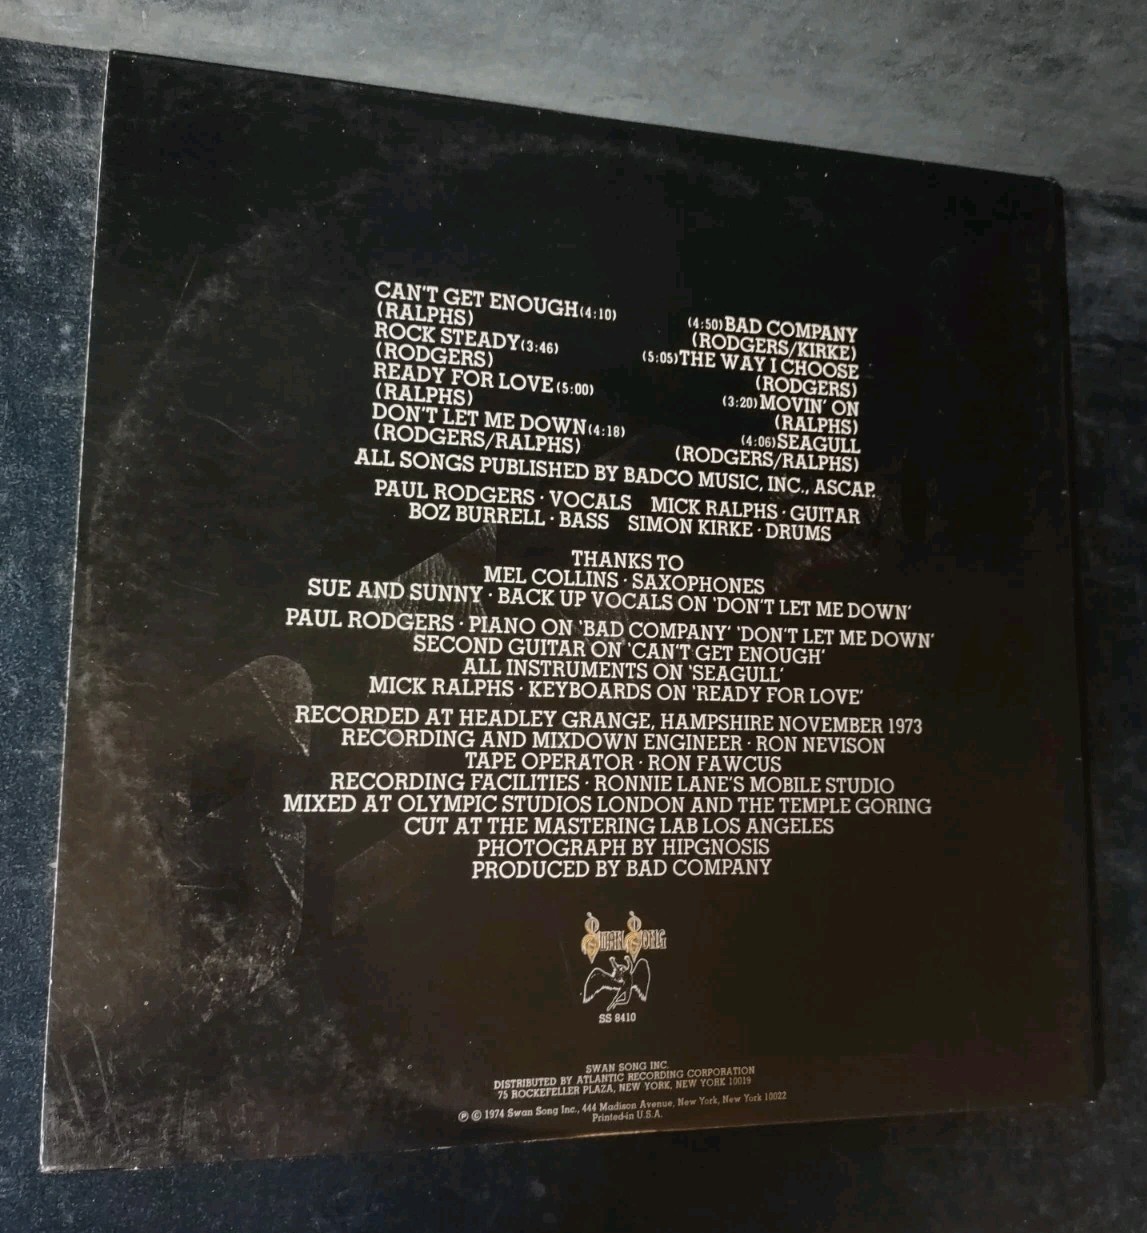 CAN'T GET ENOUGH (4:10)
(RALPHS)
ROCK STEADY (3:46)
(RODGERS)
READY FOR LOVE (5:00)
(RALPHS)
DON'T LET ME DOWN (4:18)
(RODGERS/RALPHS)
(4:50) BAD COMPANY
(RODGERS/KIRKE)
(5:05) THE WAY I CHOOSE
(RODGERS)
(3:20) MOVIN' ON
(RALPHS)
(4:06) SEAGULL
(RODGERS/RALPHS)
ALL SONGS PUBLISHED BY BADCO MUSIC, INC., ASCAP.
PAUL RODGERS · VOCALS MICK RALPHS · GUITAR
BOZ BURRELL · BASS SIMON KIRKE · DRUMS
THANKS TO
MEL COLLINS · SAXOPHONES
SUE AND SUNNY · BACK UP VOCALS ON 'DON'T LET ME DOWN'
PAUL RODGERS · PIANO ON 'BAD COMPANY' 'DON'T LET ME DOWN'
SECOND GUITAR ON 'CAN'T GET ENOUGH'
ALL INSTRUMENTS ON 'SEAGULL'
MICK RALPHS · KEYBOARDS ON 'READY FOR LOVE'
RECORDED AT HEADLEY GRANGE, HAMPSHIRE NOVEMBER 1973
RECORDING AND MIXDOWN ENGINEER · RON NEVISON
TAPE OPERATOR · RON FAWCUS
RECORDING FACILITIES · RONNIE LANE'S MOBILE STUDIO
MIXED AT OLYMPIC STUDIOS LONDON AND THE TEMPLE GORING
CUT AT THE MASTERING LAB LOS ANGELES
PHOTOGRAPH BY HIPGNOSIS
PRODUCED BY BAD COMPANY
SWAN SONG
SS 8410
SWAN SONG INC.
DISTRIBUTED BY ATLANTIC RECORDING CORPORATION
75 ROCKEFELLER PLAZA, NEW YORK, NEW YORK 10019
℗ © 1974 Swan Song Inc., 444 Madison Avenue, New York, New York 10022
Printed in U.S.A.